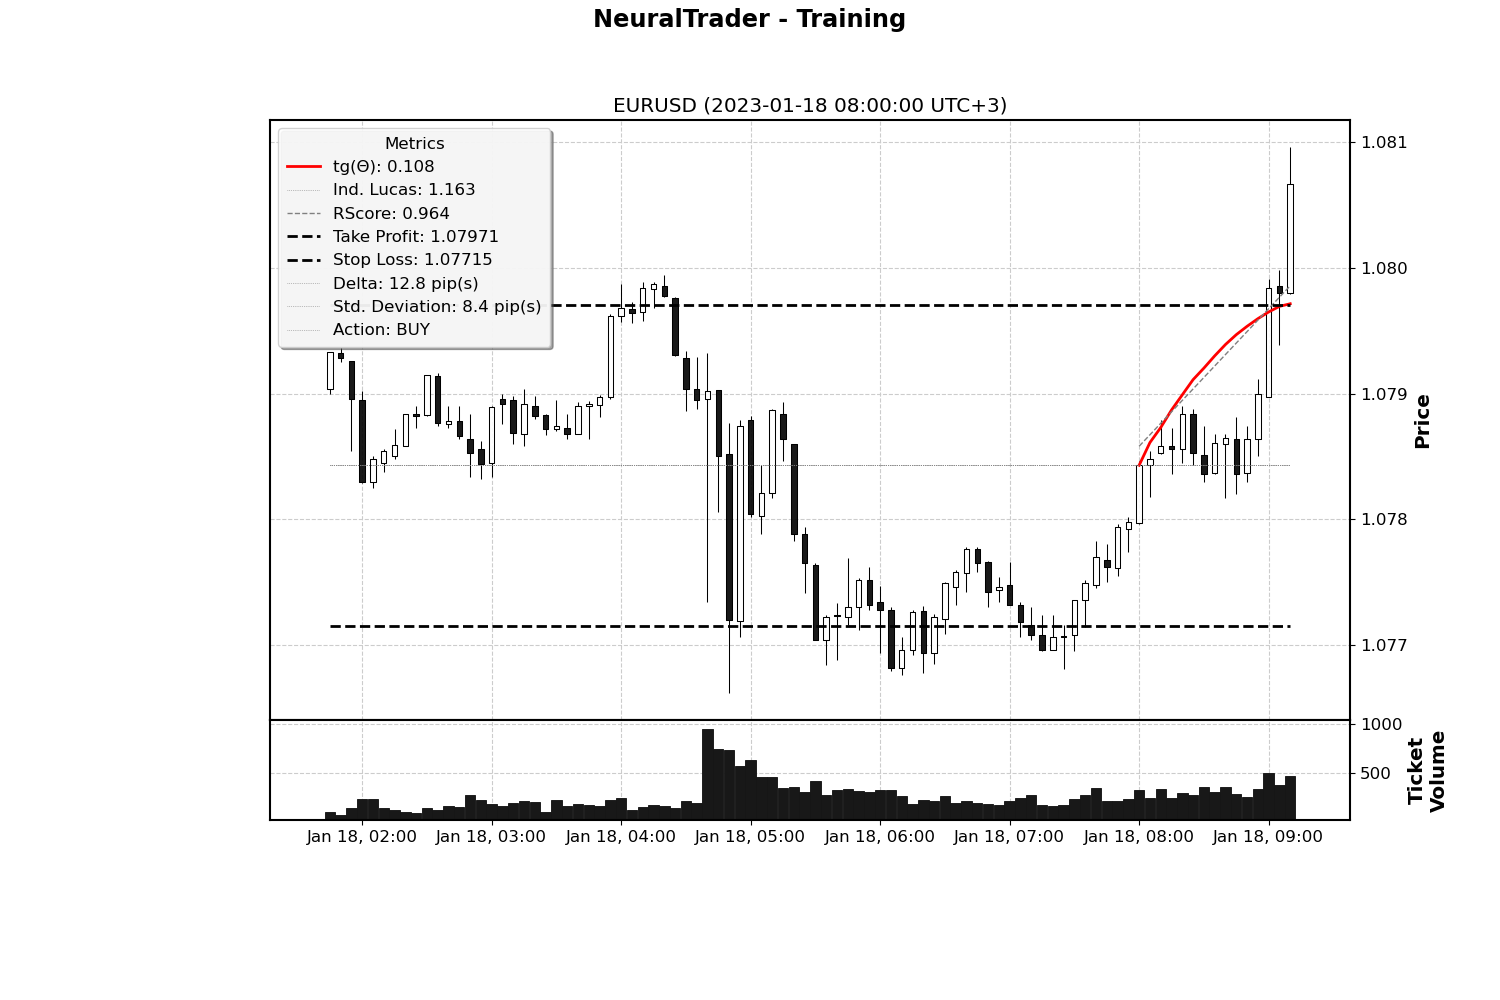 NeuralTrader - Training
EURUSD (2023-01-18 08:00:00 UTC+3)
Metrics
tg(Θ): 0.108
Ind. Lucas: 1.163
RScore: 0.964
Take Profit: 1.07971
Stop Loss: 1.07715
Delta: 12.8 pip(s)
Std. Deviation: 8.4 pip(s)
Action: BUY
1.081
1.080
1.079
1.078
1.077
Price
1000
500
Ticket
Volume
Jan 18, 02:00
Jan 18, 03:00
Jan 18, 04:00
Jan 18, 05:00
Jan 18, 06:00
Jan 18, 07:00
Jan 18, 08:00
Jan 18, 09:00